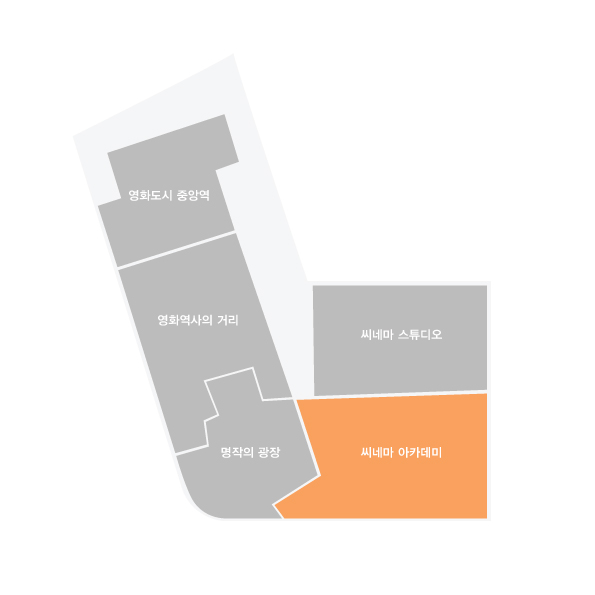 영화도시 중앙역
영화역사의 거리
씨네마 스튜디오
명작의 광장
씨네마 아카데미